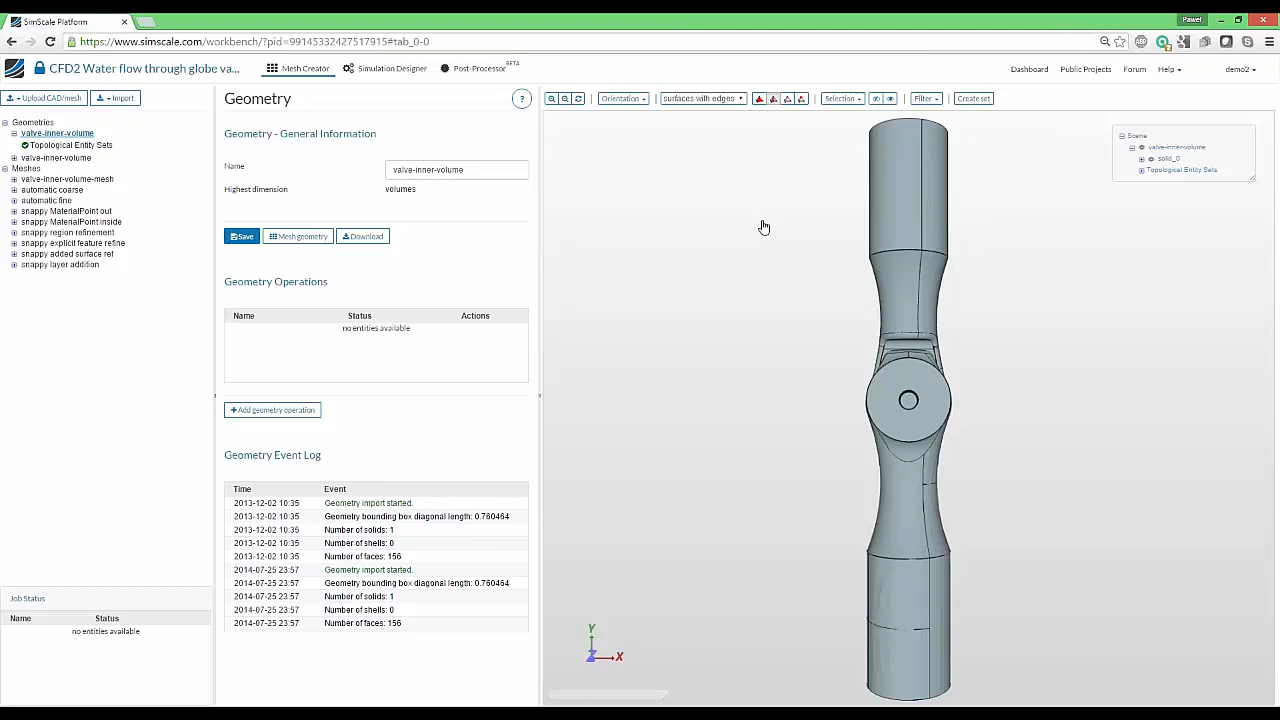 SimScale Platform
Pawel
https://www.simscale.com/workbench/?pid=99145332427517915#tab_0-0
CFD2 Water flow through globe va...
Mesh Creator
Simulation Designer
Post-Processor BETA
Dashboard
Public Projects
Forum
Help
demo2
Upload CAD/mesh
Import
Geometries
valve-inner-volume
Topological Entity Sets
valve-inner-volume
Meshes
valve-inner-volume-mesh
automatic coarse
automatic fine
snappy MaterialPoint out
snappy MaterialPoint inside
snappy region refinement
snappy explicit feature refine
snappy added surface ref
snappy layer addition
Job Status
Name Status
no entities available
Geometry
?
Geometry - General Information
Name valve-inner-volume
Highest dimension volumes
Save Mesh geometry Download
Geometry Operations
Name Status Actions
no entities available
Add geometry operation
Geometry Event Log
Time Event
2013-12-02 10:35 Geometry import started.
2013-12-02 10:35 Geometry bounding box diagonal length: 0.760464
2013-12-02 10:35 Number of solids: 1
2013-12-02 10:35 Number of shells: 0
2013-12-02 10:35 Number of faces: 156
2014-07-25 23:57 Geometry import started.
2014-07-25 23:57 Geometry bounding box diagonal length: 0.760464
2014-07-25 23:57 Number of solids: 1
2014-07-25 23:57 Number of shells: 0
2014-07-25 23:57 Number of faces: 156
Orientation
surfaces with edges
Selection
Filter
Create set
Scene
valve-inner-volume
solid_0
Topological Entity Sets
Y
Z
X